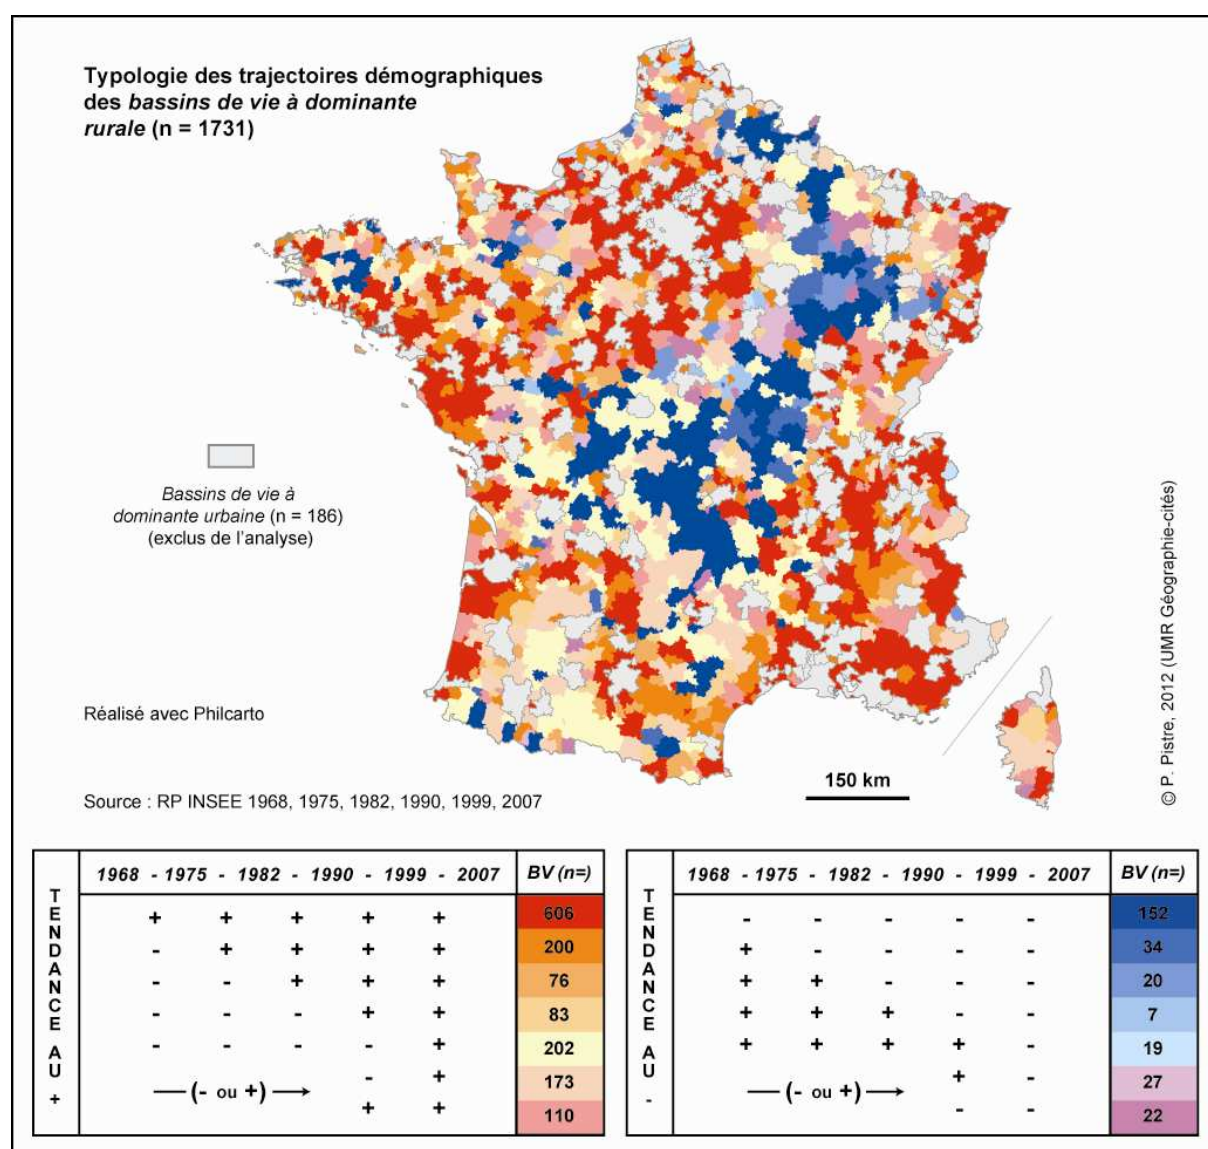 Typologie des trajectoires démographiques
des bassins de vie à dominante
rurale (n = 1731)
Bassins de vie à
dominante urbaine (n = 186)
(exclus de l'analyse)
Réalisé avec Philcarto
Source : RP INSEE 1968, 1975, 1982, 1990, 1999, 2007
150 km
© P. Pistre, 2012 (UMR Géographie-cités)
TENDANCE AU +
1968 - 1975 - 1982 - 1990 - 1999 - 2007 BV (n=)
+ + + + + 606
- + + + + 200
- - + + + 76
- - - + + 83
- - - - + 202
- + 173
(- ou +)
+ + 110
TENDANCE AU -
1968 - 1975 - 1982 - 1990 - 1999 - 2007 BV (n=)
- - - - - 152
+ - - - - 34
+ + - - - 20
+ + + - - 7
+ + + + - 19
+ - 27
(- ou +)
- - 22